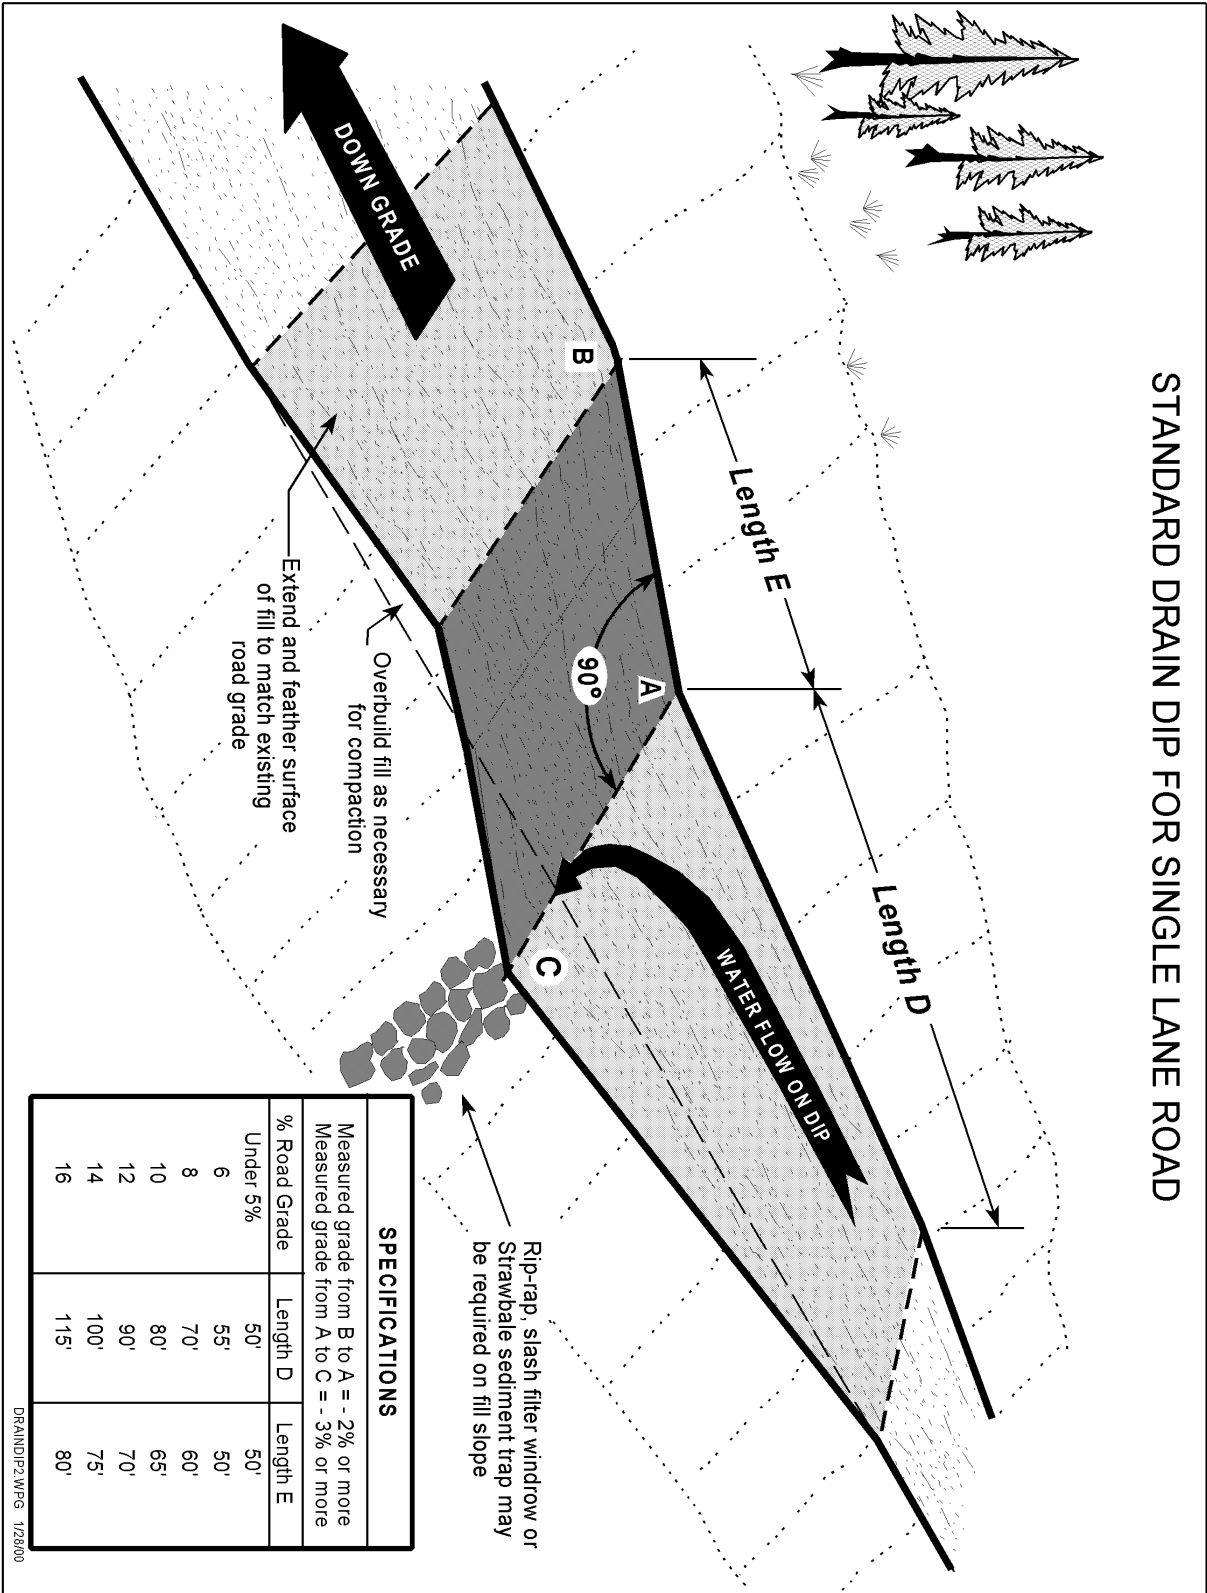 STANDARD DRAIN DIP FOR SINGLE LANE ROAD
DOWN GRADE
B
Length E
A
90°
Length D
WATER FLOW ON DIP
C
Overbuild fill as necessary
for compaction
Extend and feather surface
of fill to match existing
road grade
Rip-rap, slash filter windrow or
Strawbale sediment trap may
be required on fill slope
SPECIFICATIONS
Measured grade from B to A = - 2% or more
Measured grade from A to C = - 3% or more
% Road Grade Length D Length E
Under 5% 50' 50'
6 55' 50'
8 70' 60'
10 80' 65'
12 90' 70'
14 100' 75'
16 115' 80'
DRAINDIP2.WPG 1/28/00